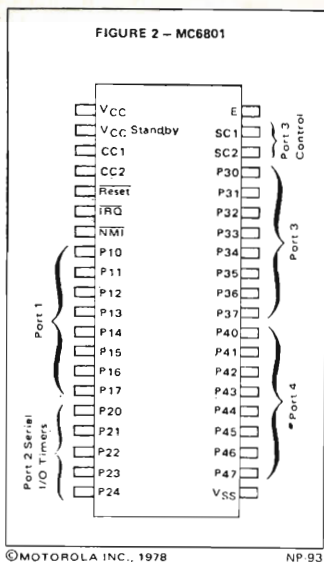 FIGURE 2 – MC6801
VCC
VCC Standby
CC1
CC2
Reset
IRQ
NMI
P10
P11
P12
P13
P14
P15
P16
P17
P20
P21
P22
P23
P24
E
SC1
SC2
P30
P31
P32
P33
P34
P35
P36
P37
P40
P41
P42
P43
P44
P45
P46
P47
VSS
Port 1
Port 2 Serial
I/O Timers
Port 3
Control
Port 3
*Port 4
©MOTOROLA INC., 1978
NP-93